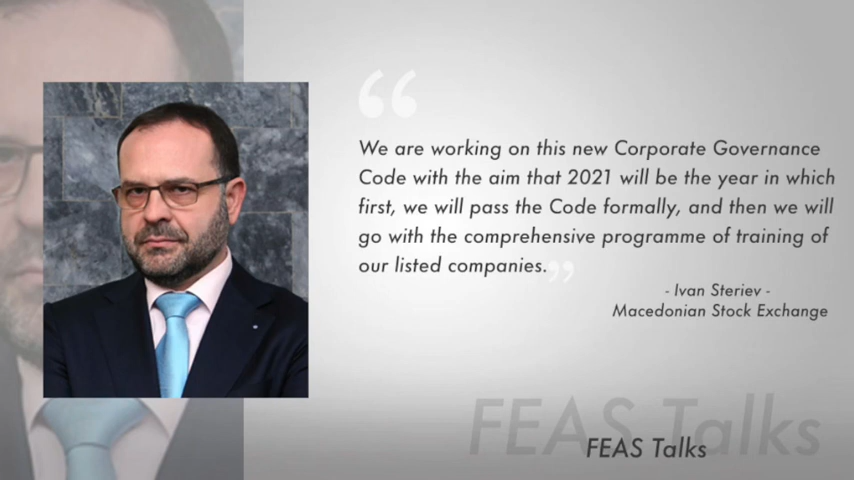 “
We are working on this new Corporate Governance
Code with the aim that 2021 will be the year in which
first, we will pass the Code formally, and then we will
go with the comprehensive programme of training of
our listed companies.”
- Ivan Steriev -
Macedonian Stock Exchange
FEAS Talks
FEAS Talks